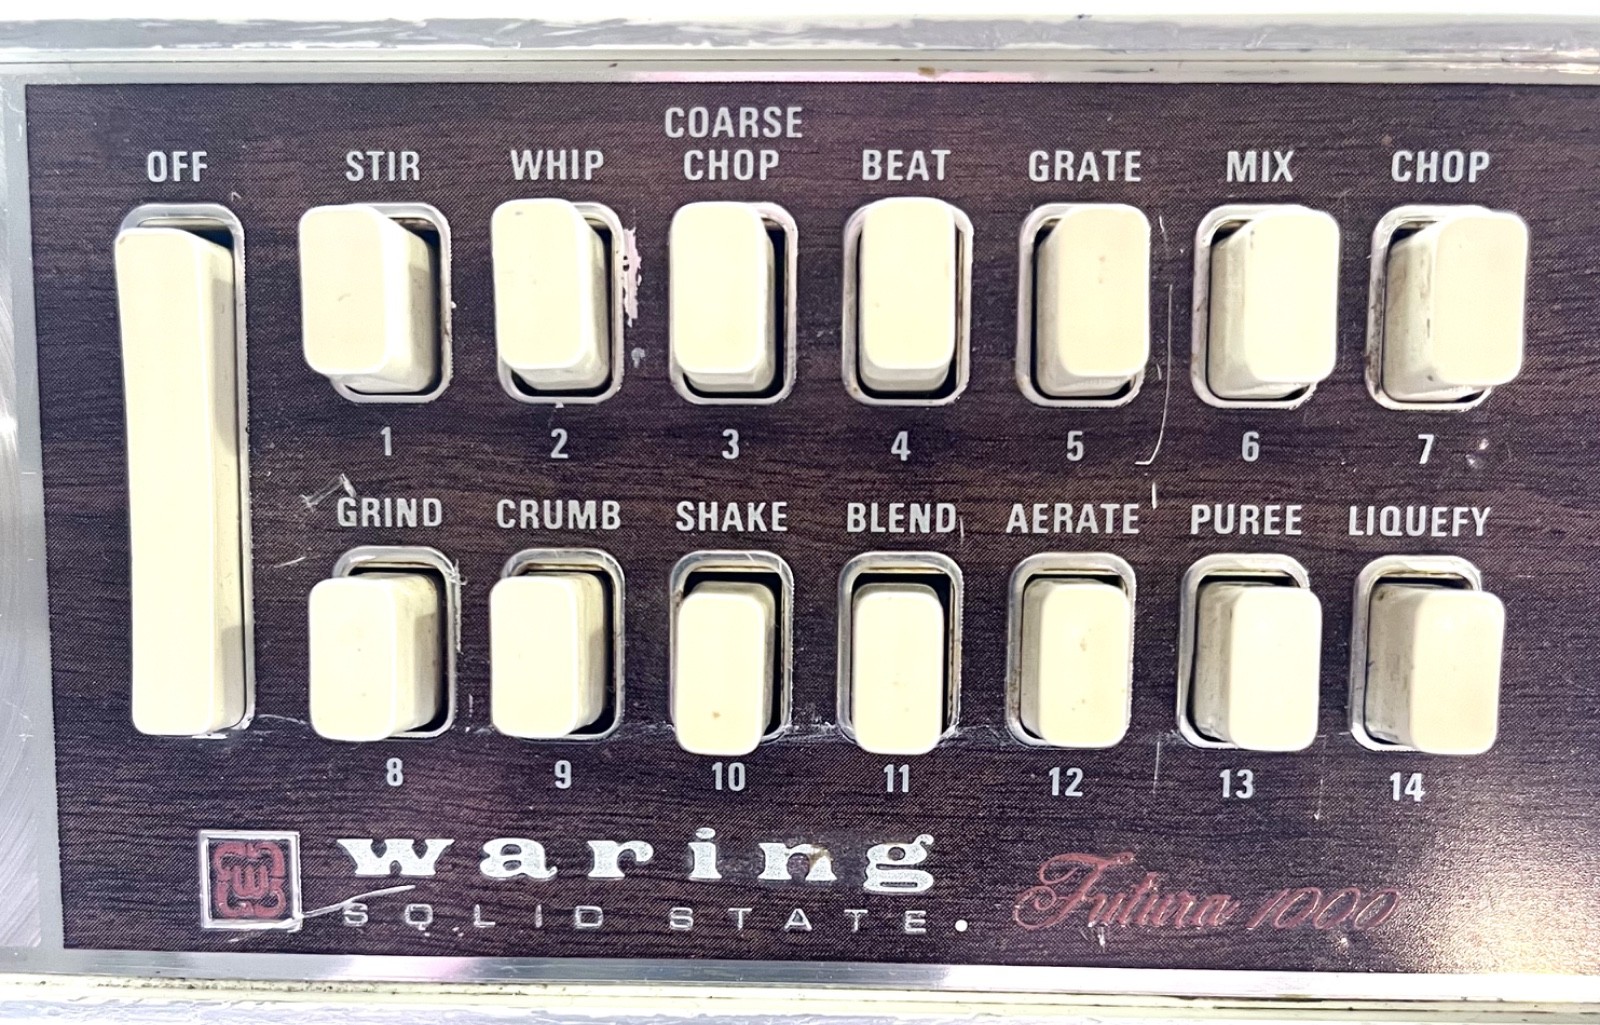 COARSE
OFF STIR WHIP CHOP BEAT GRATE MIX CHOP
1 2 3 4 5 6 7
GRIND CRUMB SHAKE BLEND AERATE PUREE LIQUEFY
8 9 10 11 12 13 14
waring
SOLID STATE.
Futura 1000